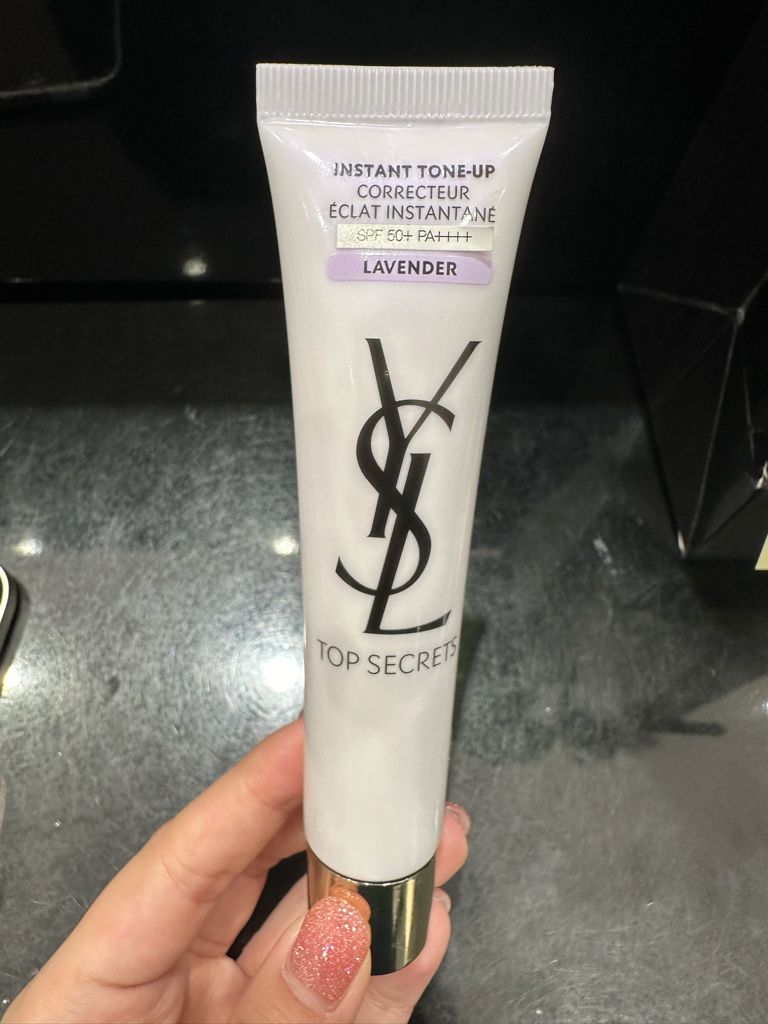 INSTANT TONE-UP
CORRECTEUR
ÉCLAT INSTANTANÉ
SPF 50+ PA++++
LAVENDER
YSL
TOP SECRETS